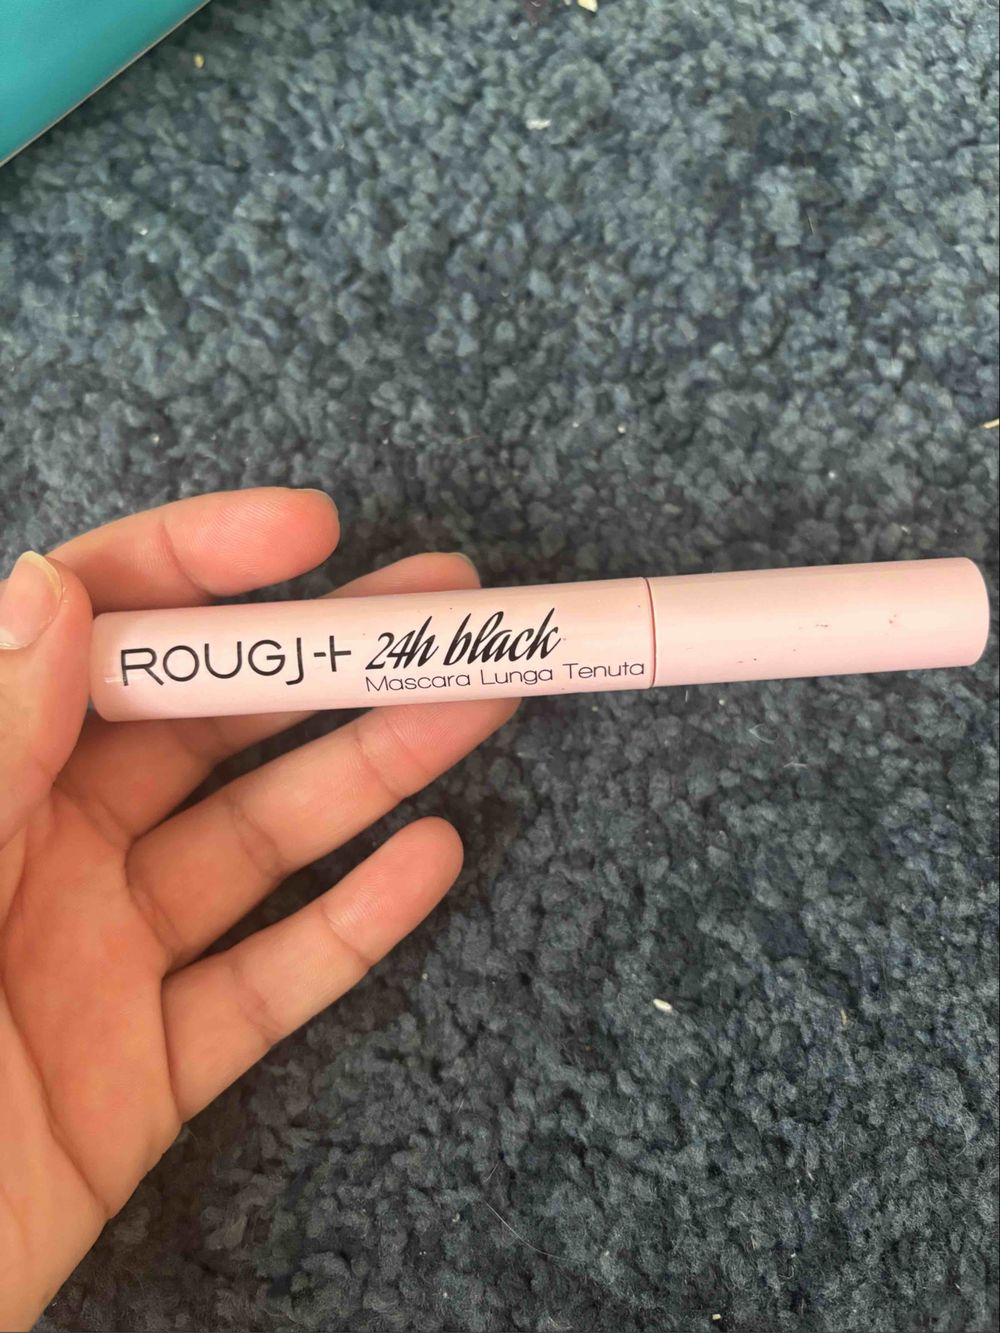 ROUGJ+ 24h black
Mascara Lunga Tenuta